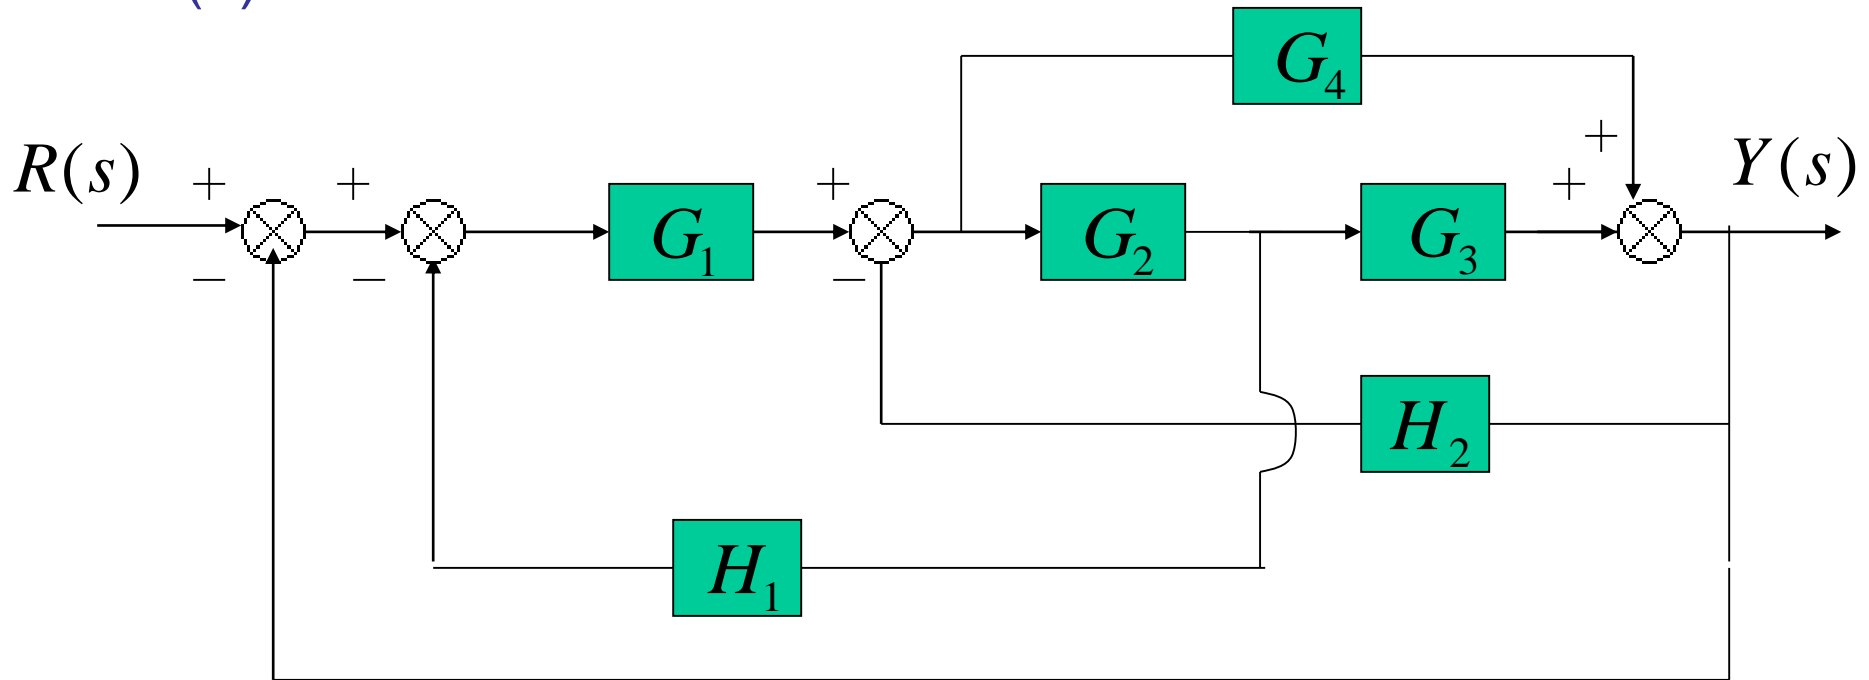 G4
R(s) + + + + + Y(s)
G1 G2 G3
− − −
H2
H1